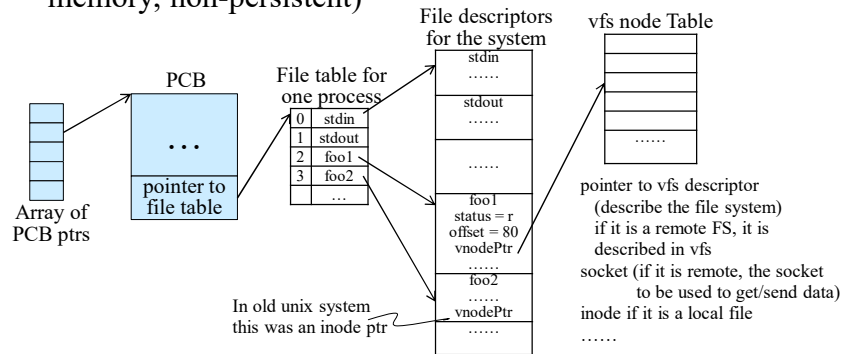 memory, non-persistent)
Array of
PCB ptrs
PCB
...
pointer to
file table
File table for
one process
0 stdin
1 stdout
2 foo1
3 foo2
...
File descriptors
for the system
stdin
......
stdout
......
......
foo1
status = r
offset = 80
vnodePtr
......
foo2
......
vnodePtr
......
In old unix system
this was an inode ptr
vfs node Table
......
pointer to vfs descriptor
(describe the file system)
if it is a remote FS, it is
described in vfs
socket (if it is remote, the socket
to be used to get/send data)
inode if it is a local file
......